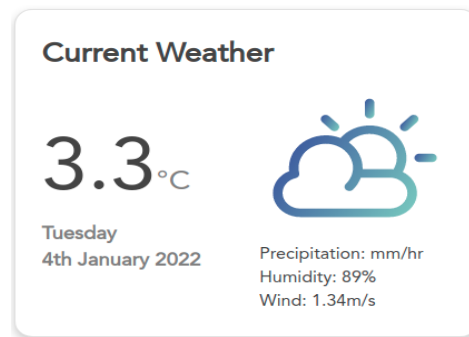 Current Weather
3.3°C
Tuesday
4th January 2022
Precipitation: mm/hr
Humidity: 89%
Wind: 1.34m/s